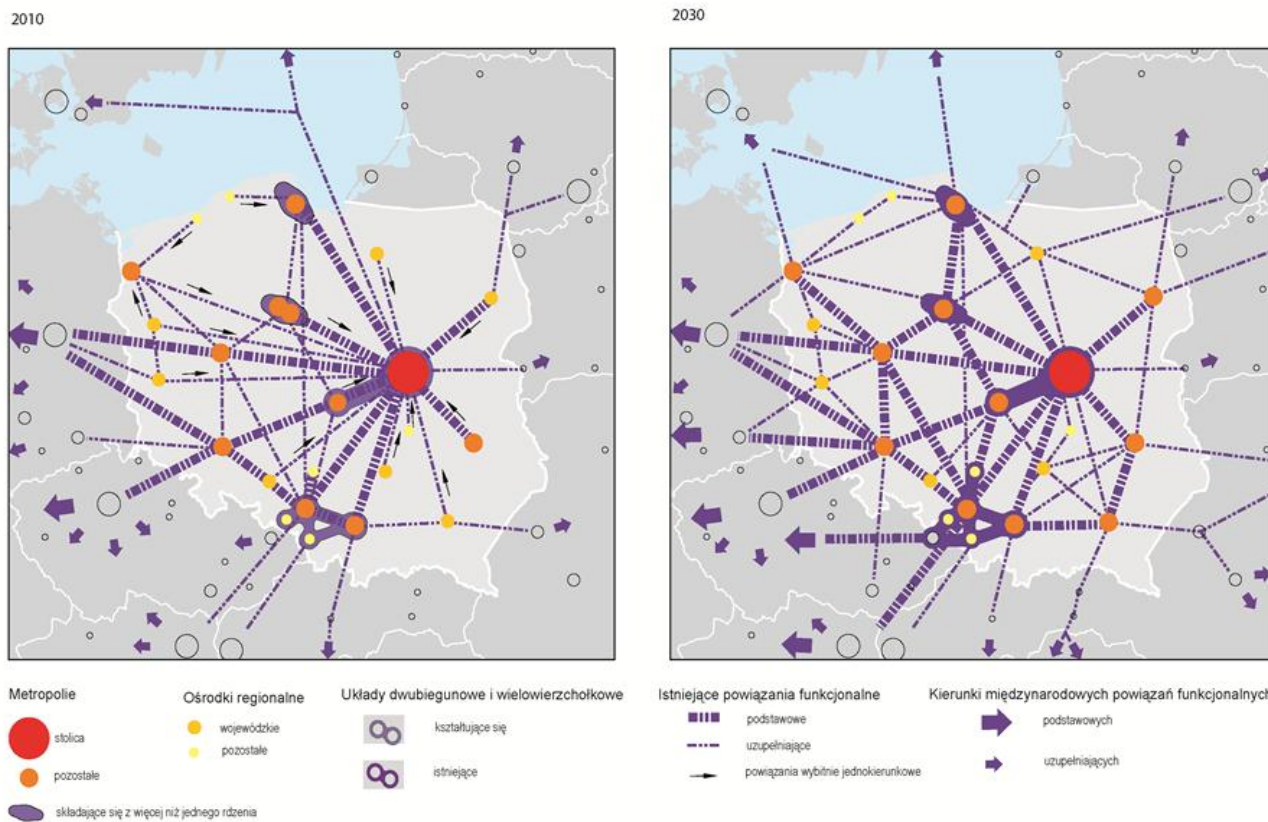 2010
2030
Metropolie
stolica
pozostałe
składające się z więcej niż jednego rdzenia
Ośrodki regionalne
wojewódzkie
pozostałe
Układy dwubiegunowe i wielowierzchołkowe
kształtujące się
istniejące
Istniejące powiązania funkcjonalne
podstawowe
uzupełniające
powiązania wybitnie jednokierunkowe
Kierunki międzynarodowych powiązań funkcjonalnych
podstawowych
uzupełniających